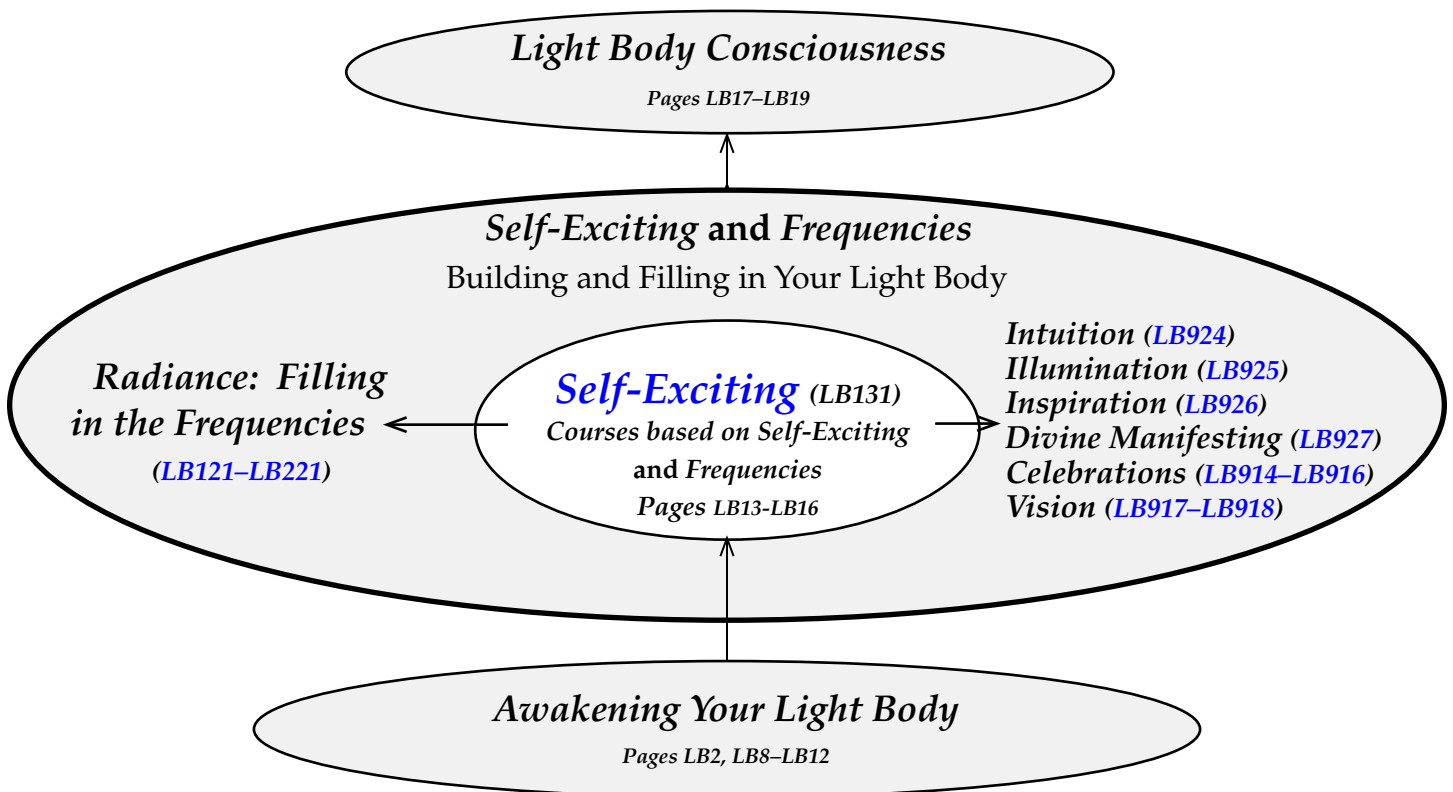 Light Body Consciousness
Pages LB17–LB19
Self-Exciting and Frequencies
Building and Filling in Your Light Body
Radiance: Filling
in the Frequencies
(LB121–LB221)
Self-Exciting (LB131)
Courses based on Self-Exciting
and Frequencies
Pages LB13-LB16
Intuition (LB924)
Illumination (LB925)
Inspiration (LB926)
Divine Manifesting (LB927)
Celebrations (LB914–LB916)
Vision (LB917–LB918)
Awakening Your Light Body
Pages LB2, LB8–LB12